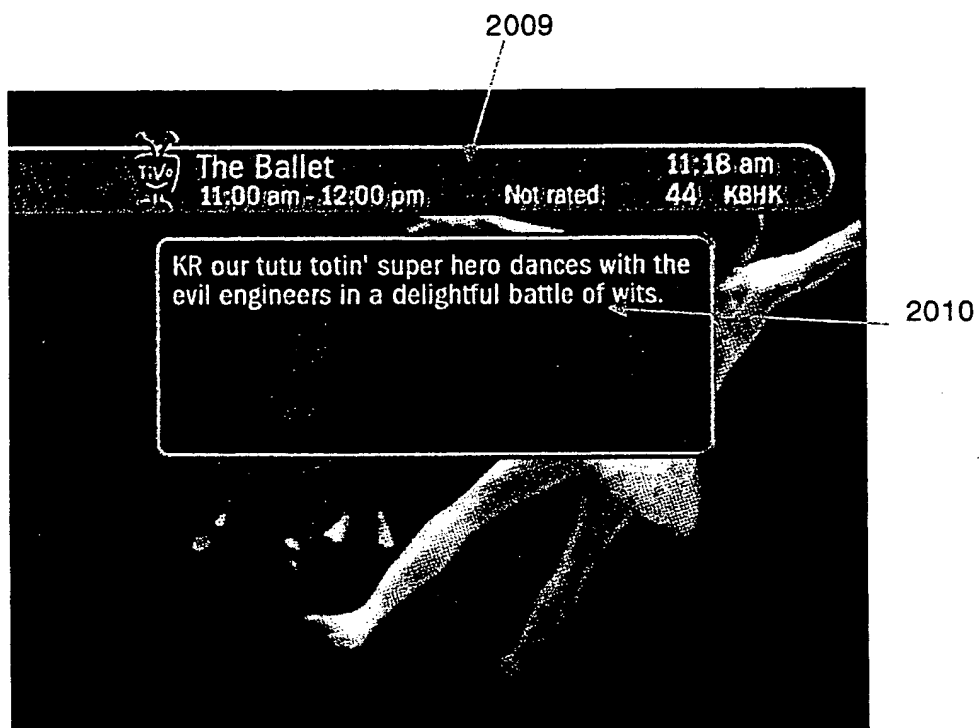 2009
TiVo The Ballet 11:18 am
11:00 am - 12:00 pm Not rated 44 KBHK
KR our tutu totin' super hero dances with the
evil engineers in a delightful battle of wits.
2010